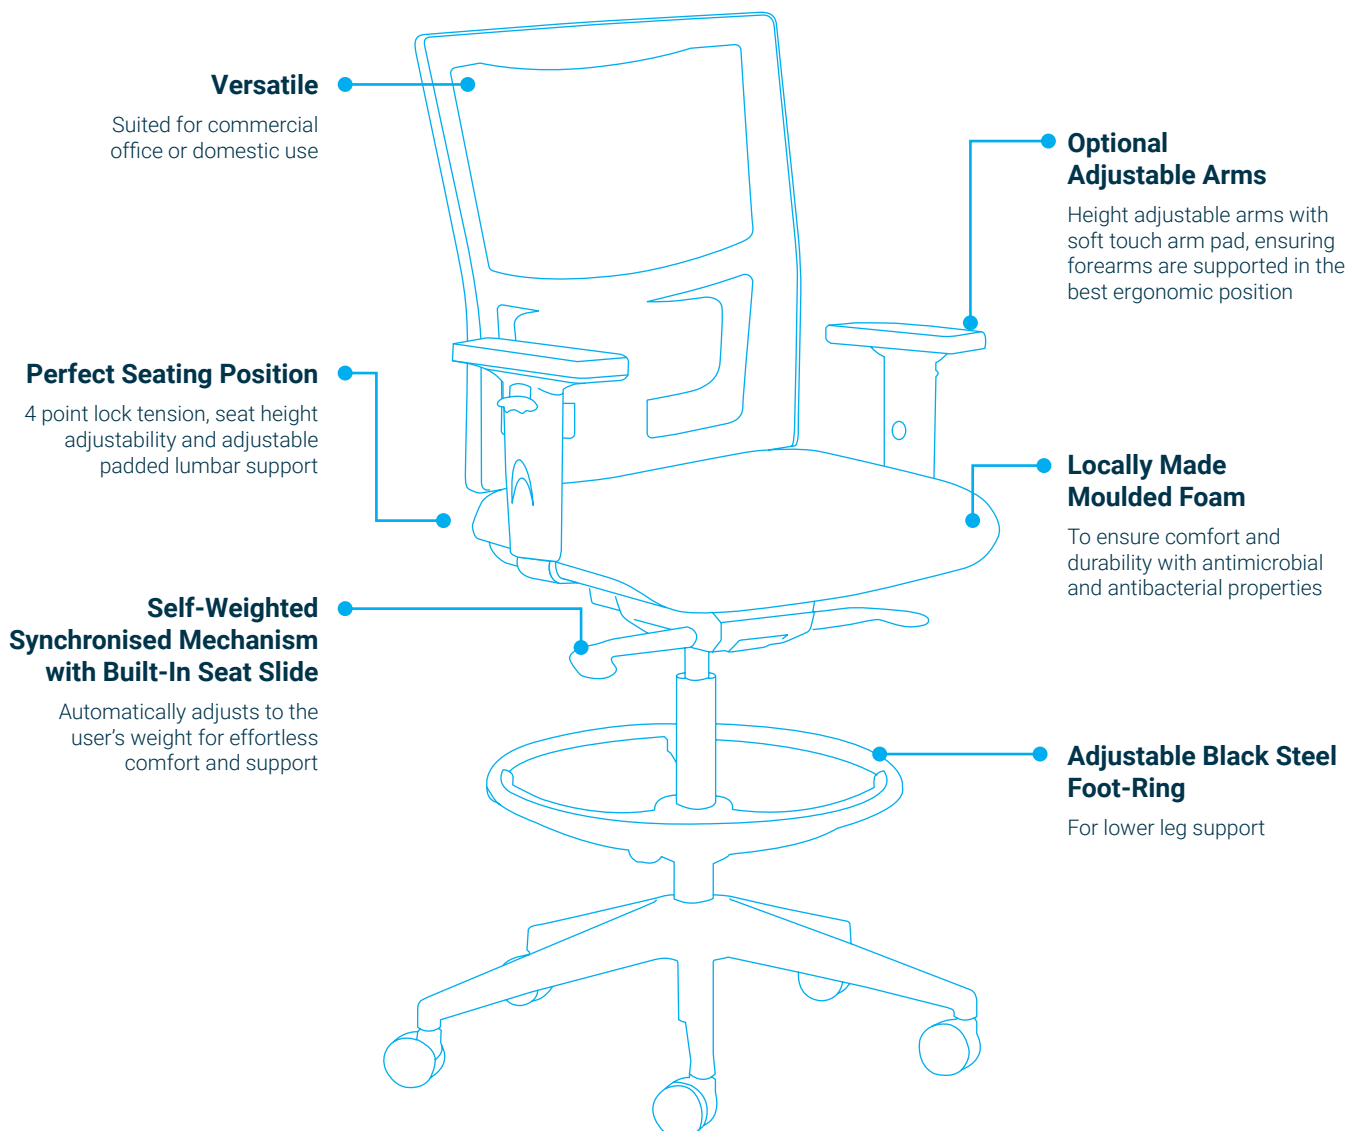 Versatile
Suited for commercial
office or domestic use
Perfect Seating Position
4 point lock tension, seat height
adjustability and adjustable
padded lumbar support
Self-Weighted
Synchronised Mechanism
with Built-In Seat Slide
Automatically adjusts to the
user's weight for effortless
comfort and support
Optional
Adjustable Arms
Height adjustable arms with
soft touch arm pad, ensuring
forearms are supported in the
best ergonomic position
Locally Made
Moulded Foam
To ensure comfort and
durability with antimicrobial
and antibacterial properties
Adjustable Black Steel
Foot-Ring
For lower leg support